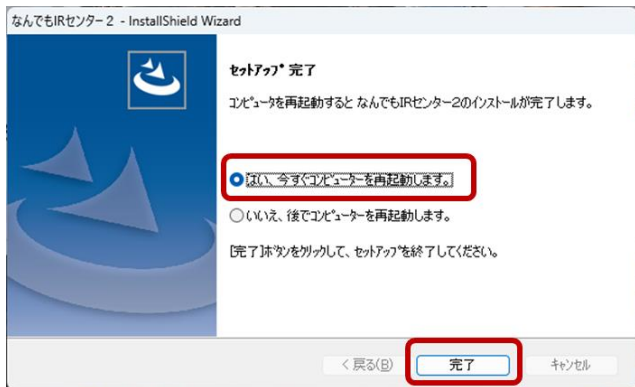 なんでもIRセンター2 - InstallShield Wizard
セットアップ 完了
コンピュータを再起動すると なんでもIRセンター2のインストールが完了します。
はい、今すぐコンピューターを再起動します。
いいえ、後でコンピューターを再起動します。
[完了]ボタンをクリックして、セットアップを終了してください。
< 戻る(B)
完了
キャンセル